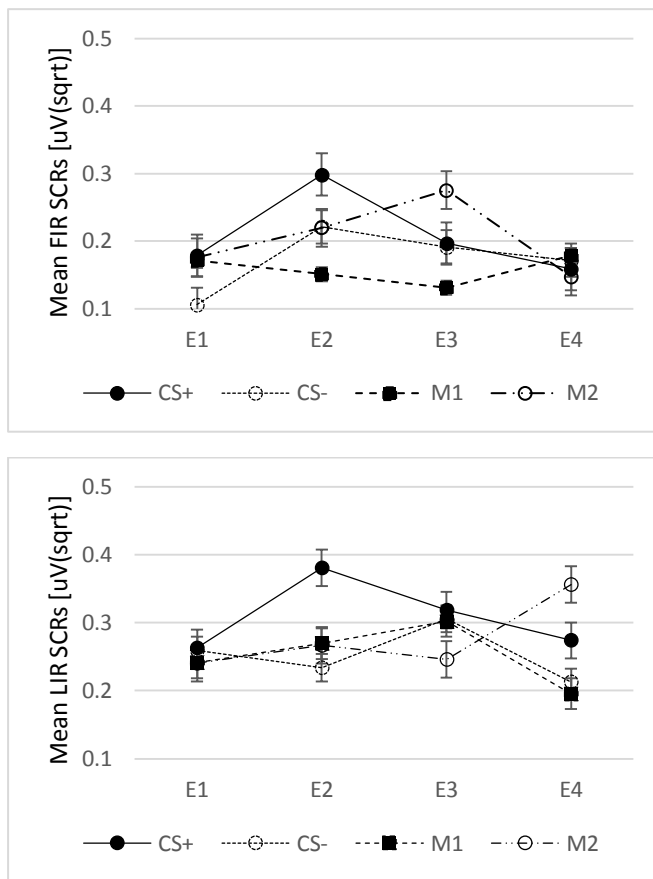 Mean FIR SCRs [uV(sqrt)]
0.5
0.4
0.3
0.2
0.1
E1 E2 E3 E4
CS+ CS- M1 M2
Mean LIR SCRs [uV(sqrt)]
0.5
0.4
0.3
0.2
0.1
E1 E2 E3 E4
CS+ CS- M1 M2